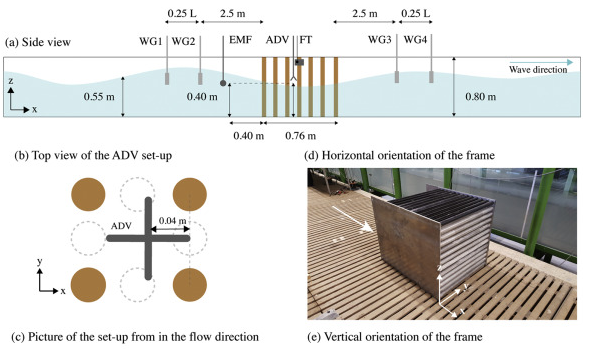 0.25 L 2.5 m 2.5 m 0.25 L
(a) Side view WG1 WG2 EMF ADV FT WG3 WG4
Wave direction
z
x
0.55 m 0.40 m 0.80 m
0.40 m 0.76 m
(b) Top view of the ADV set-up
(d) Horizontal orientation of the frame
ADV 0.04 m
y
x
z
y
x
(c) Picture of the set-up from in the flow direction
(e) Vertical orientation of the frame